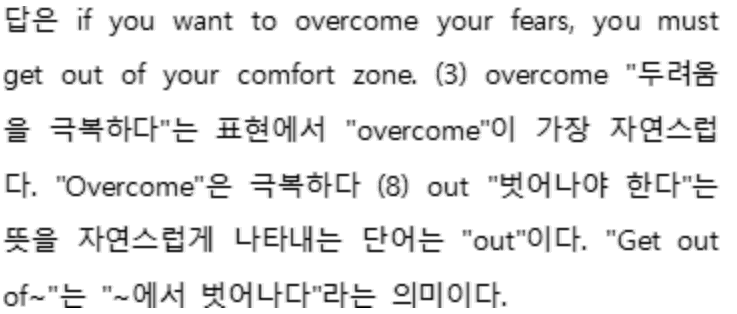 답은 if you want to overcome your fears, you must
get out of your comfort zone. (3) overcome "두려움
을 극복하다"는 표현에서 "overcome"이 가장 자연스럽
다. "Overcome"은 극복하다 (8) out "벗어나야 한다"는
뜻을 자연스럽게 나타내는 단어는 "out"이다. "Get out
of~"는 "~에서 벗어나다"라는 의미이다.